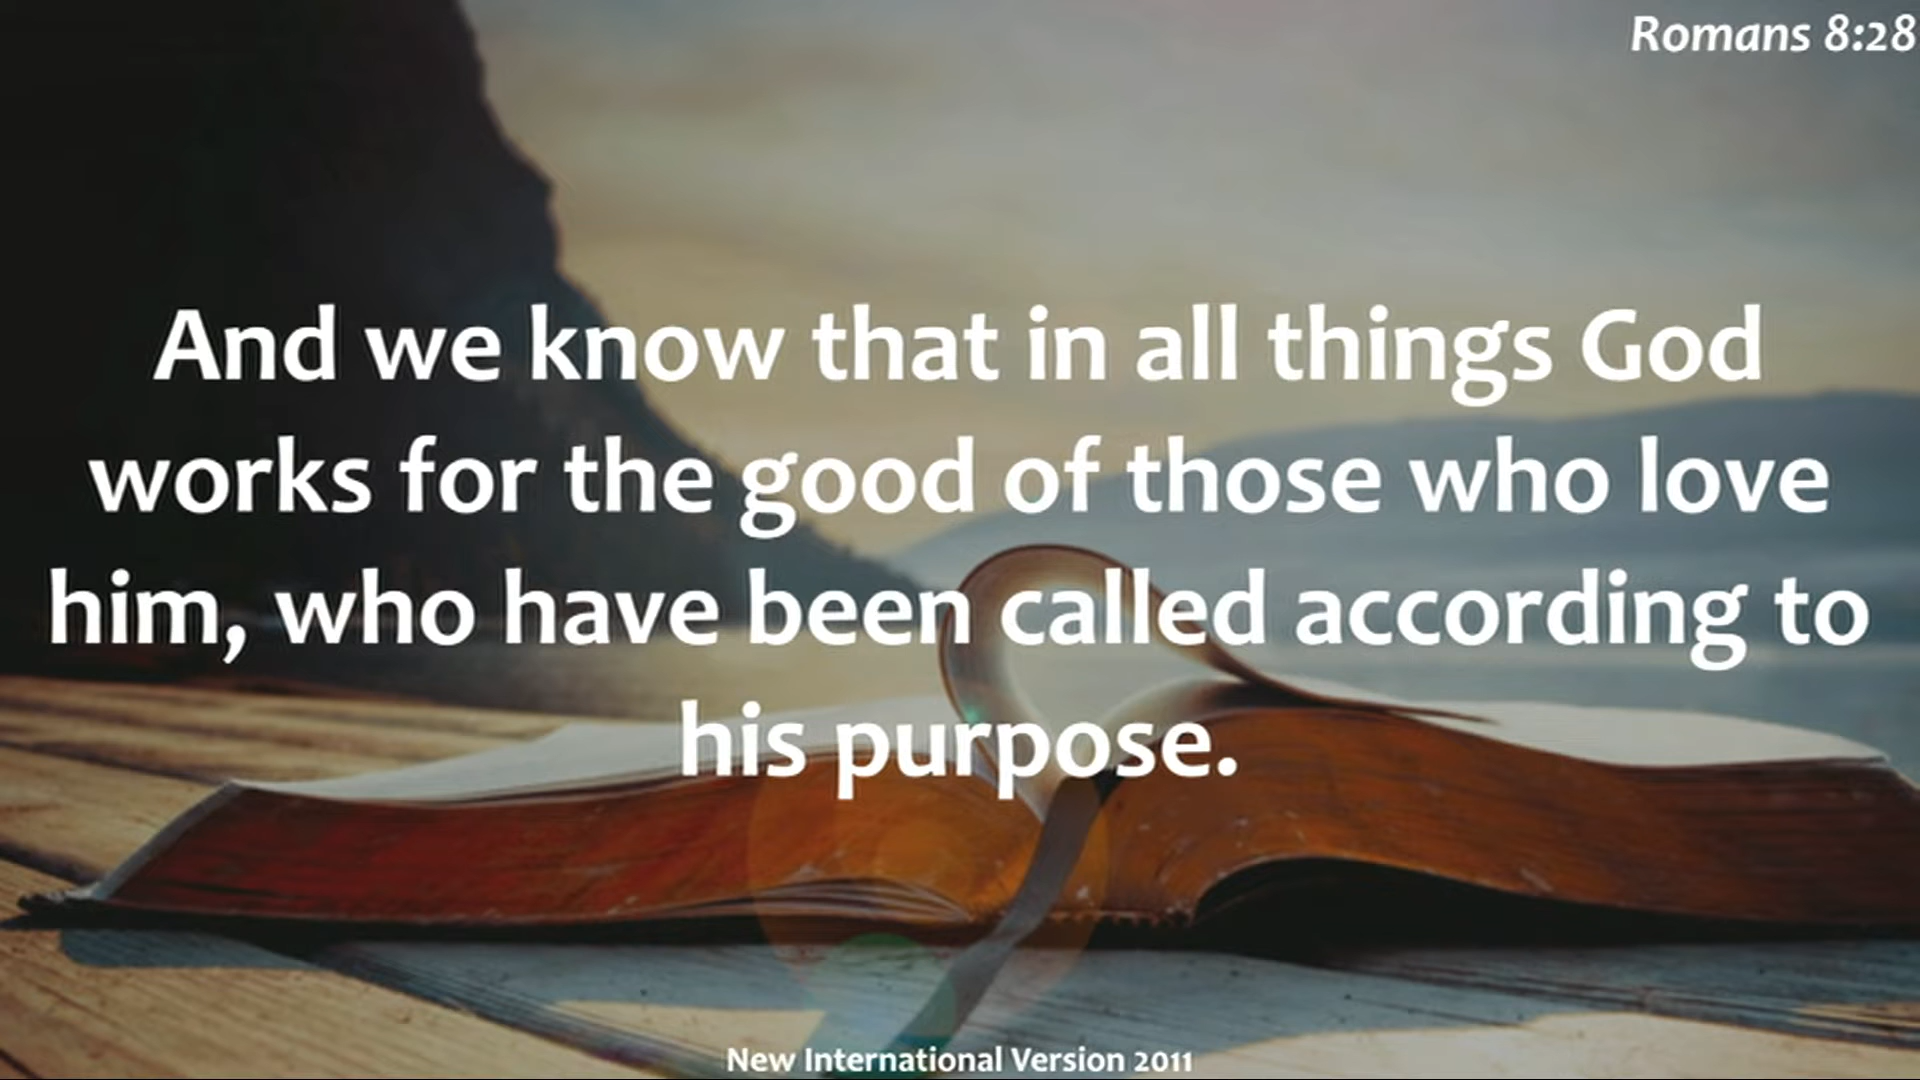 Romans 8:28
And we know that in all things God
works for the good of those who love
him, who have been called according to
his purpose.
New International Version 2011